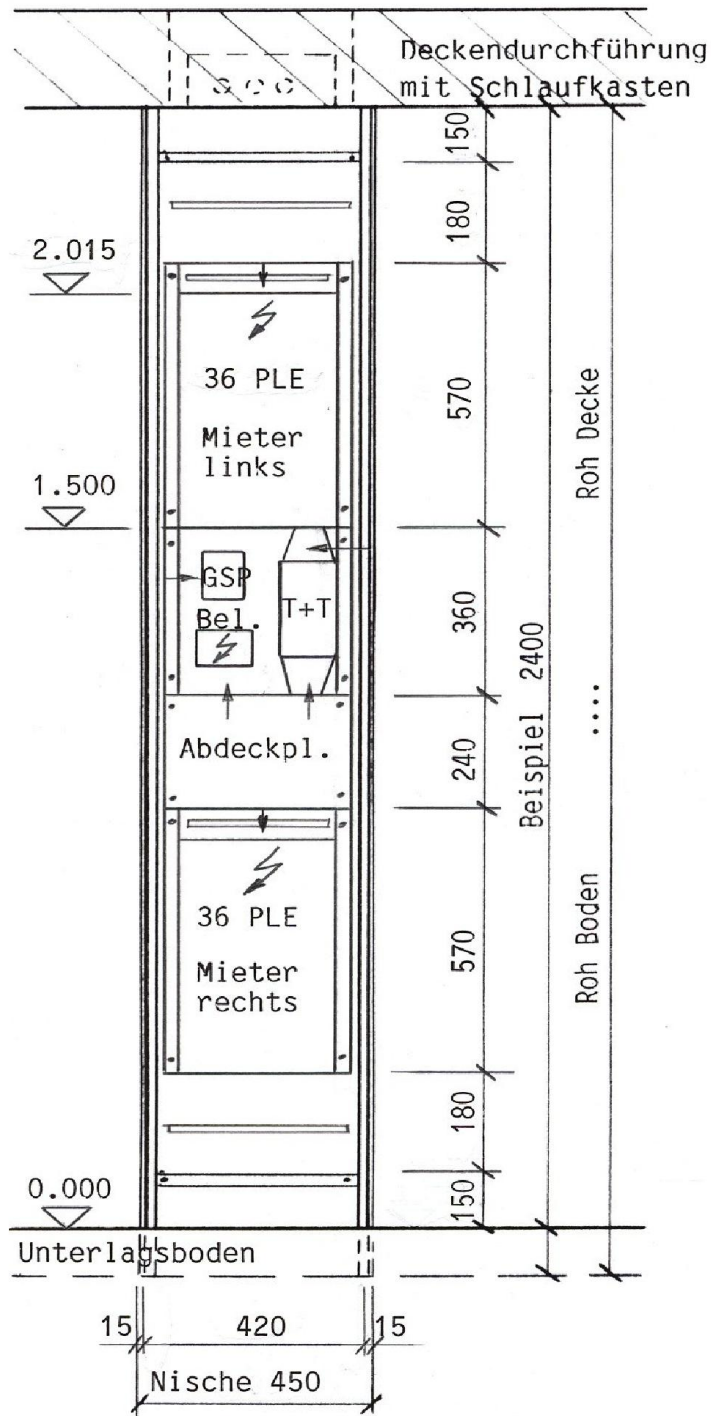 Deckendurchführung
mit Schlaufkasten
150
180
2.015
36 PLE
570
Mieter
links
Roh Decke
1.500
GSP
T+T
Bel.
360
Beispiel 2400
....
Abdeckpl.
240
36 PLE
570
Mieter
rechts
Roh Boden
180
0.000
150
Unterlagsboden
15
420
15
Nische 450